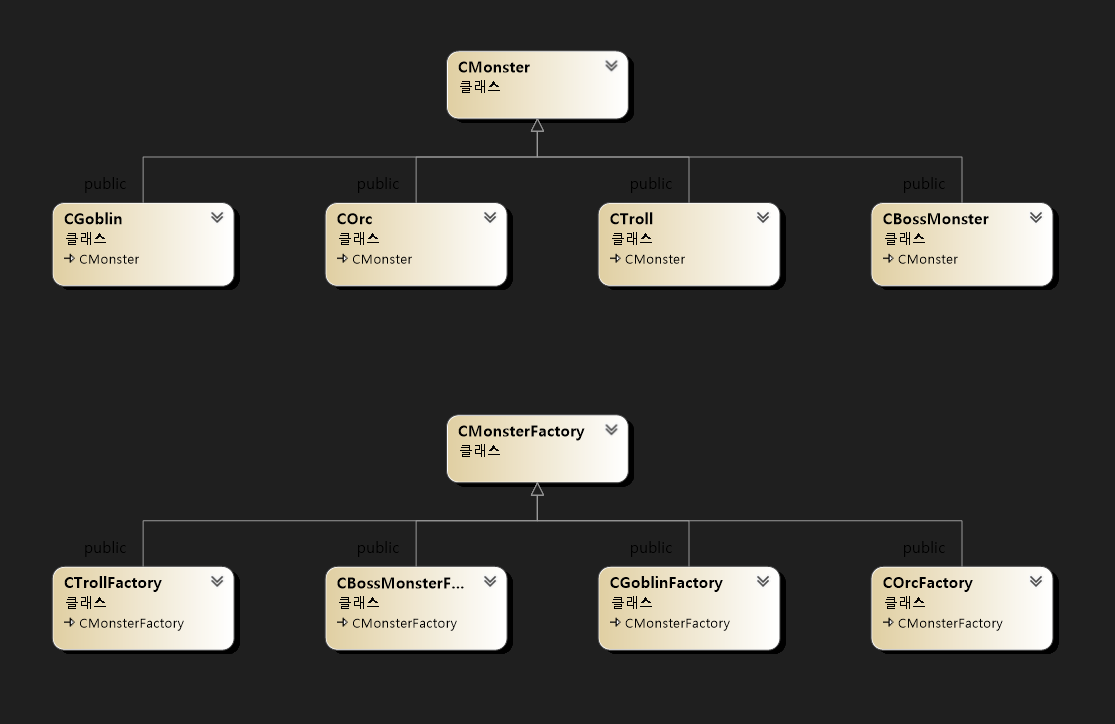 CMonster
클래스
public
public
public
public
CGoblin
클래스
CMonster
COrc
클래스
CMonster
CTroll
클래스
CMonster
CBossMonster
클래스
CMonster
CMonsterFactory
클래스
public
public
public
public
CTrollFactory
클래스
CMonsterFactory
CBossMonsterF...
클래스
CMonsterFactory
CGoblinFactory
클래스
CMonsterFactory
COrcFactory
클래스
CMonsterFactory